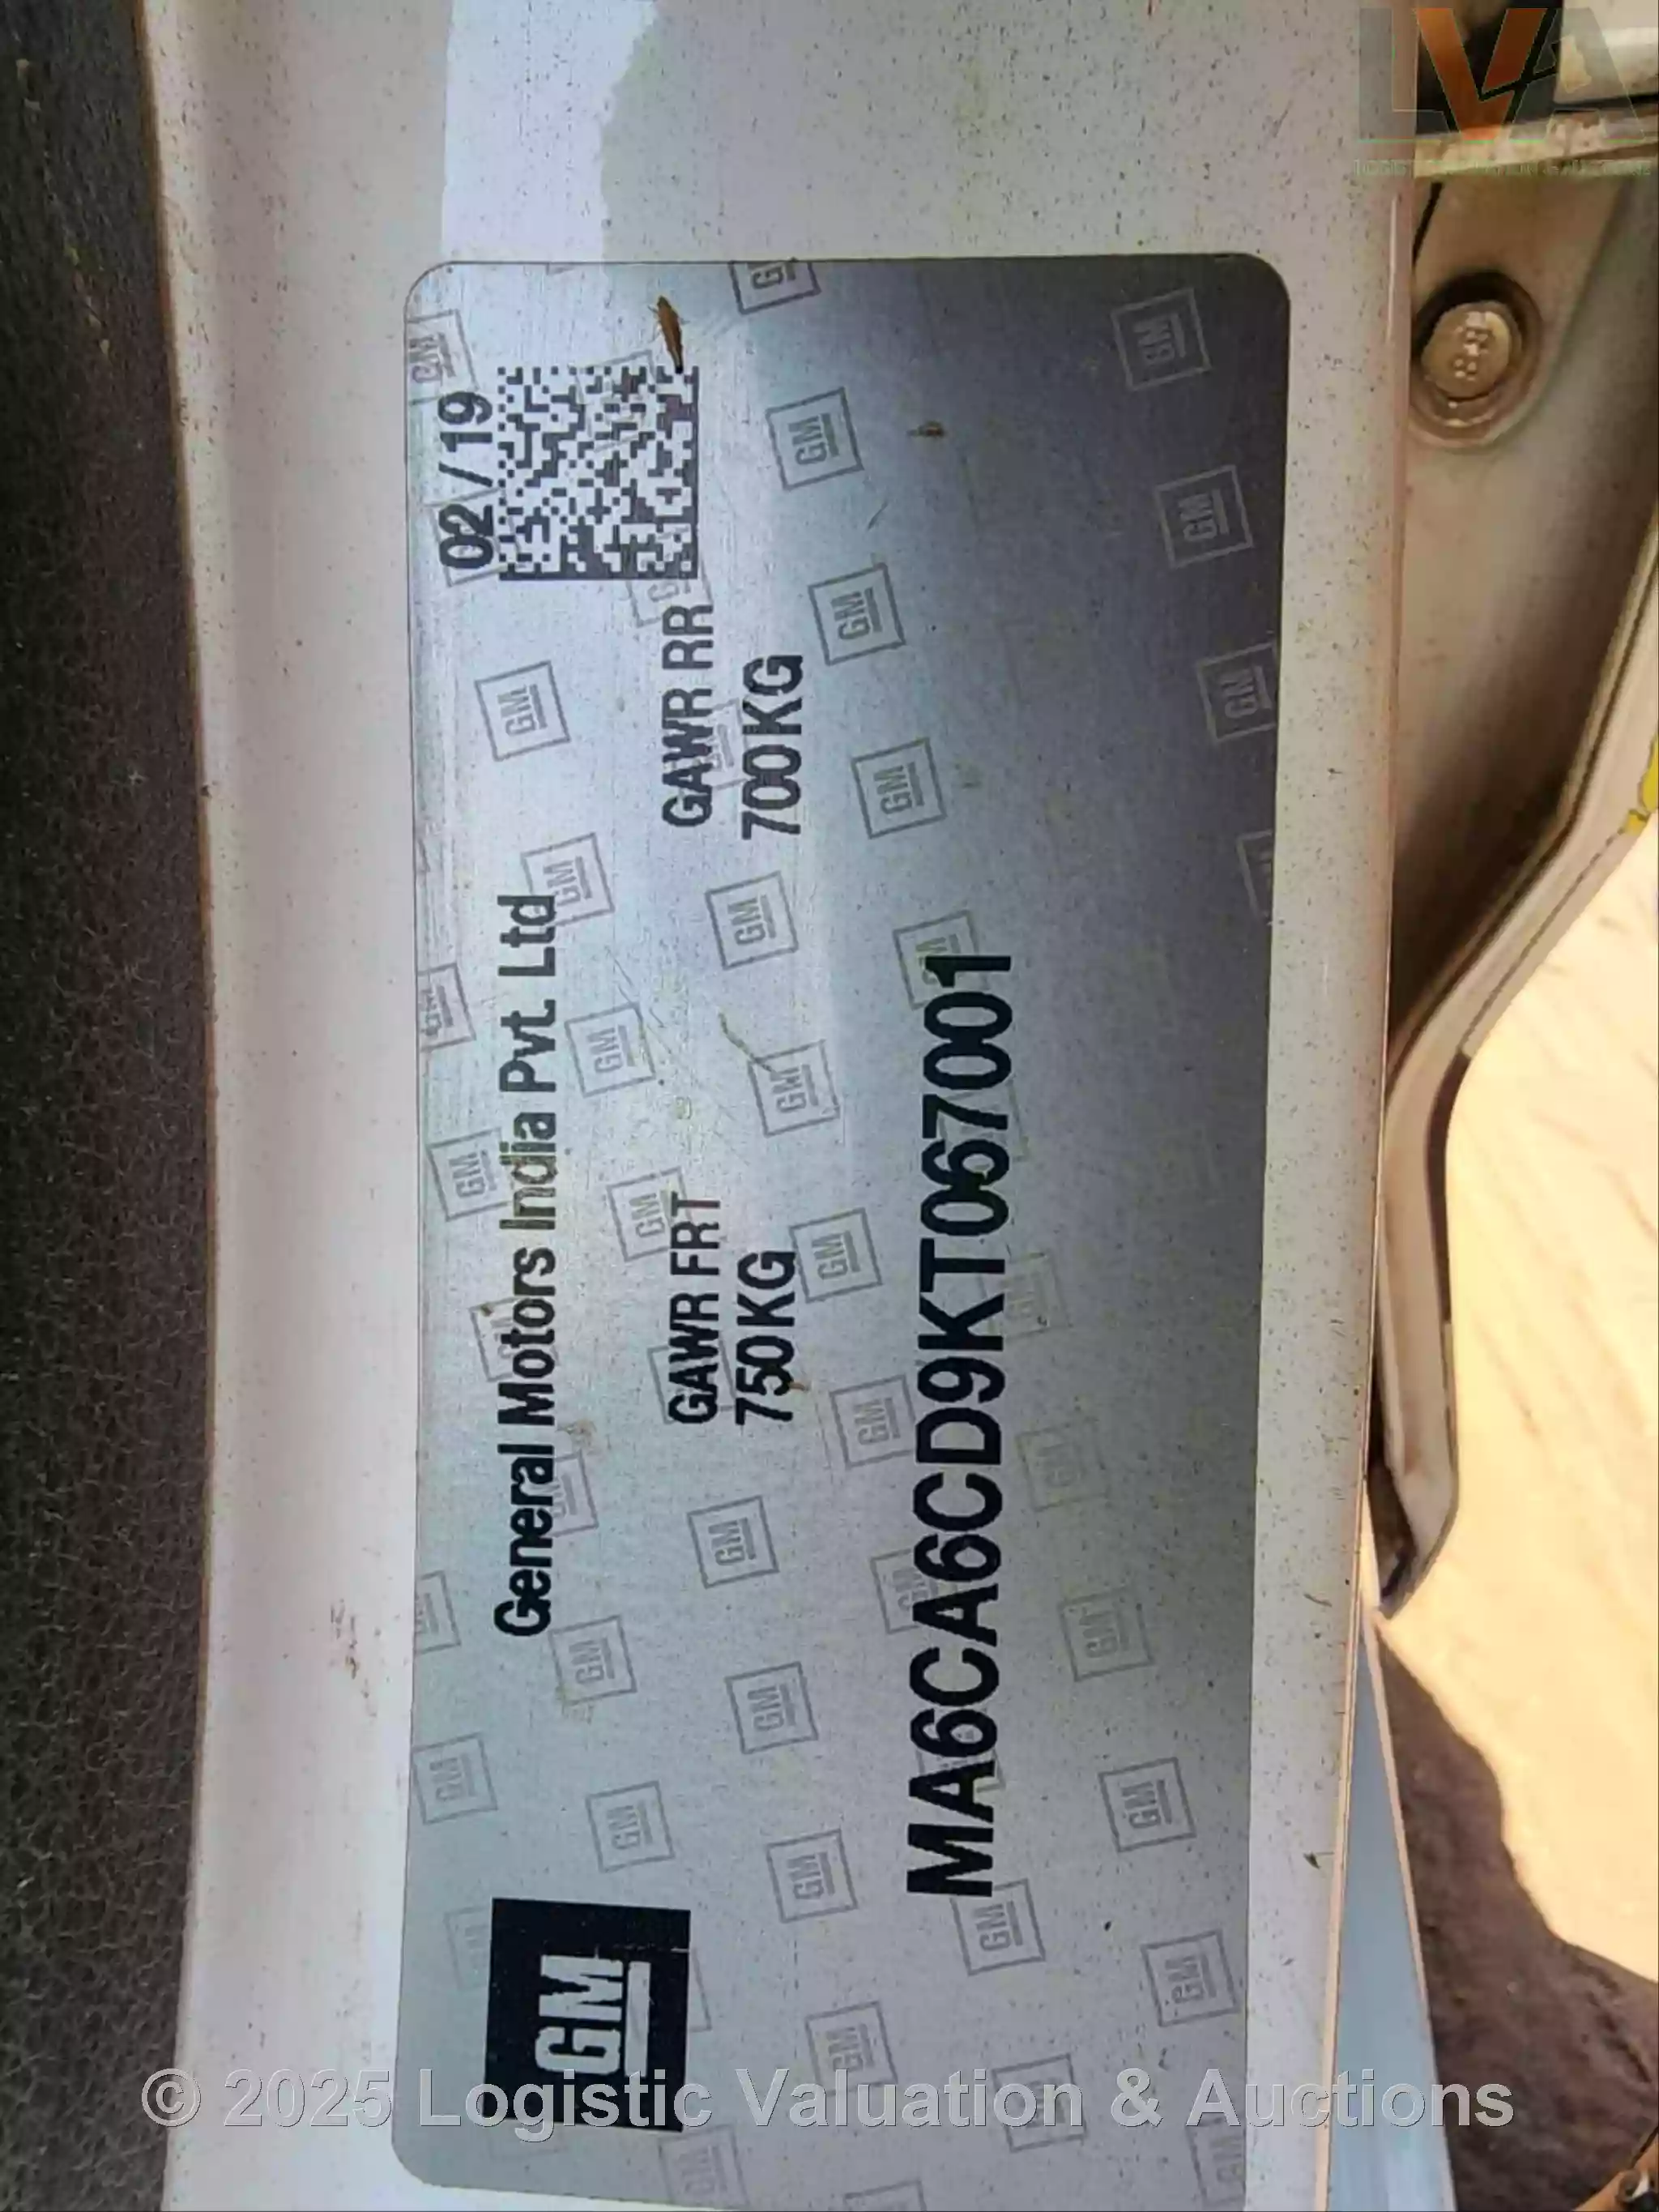 02/19
General Motors India Pvt. Ltd
GAWR FRT GAWR RR
750KG 700KG
MA6CA6CD9KT067001
GM
LVA
© 2025 Logistic Valuation & Auctions